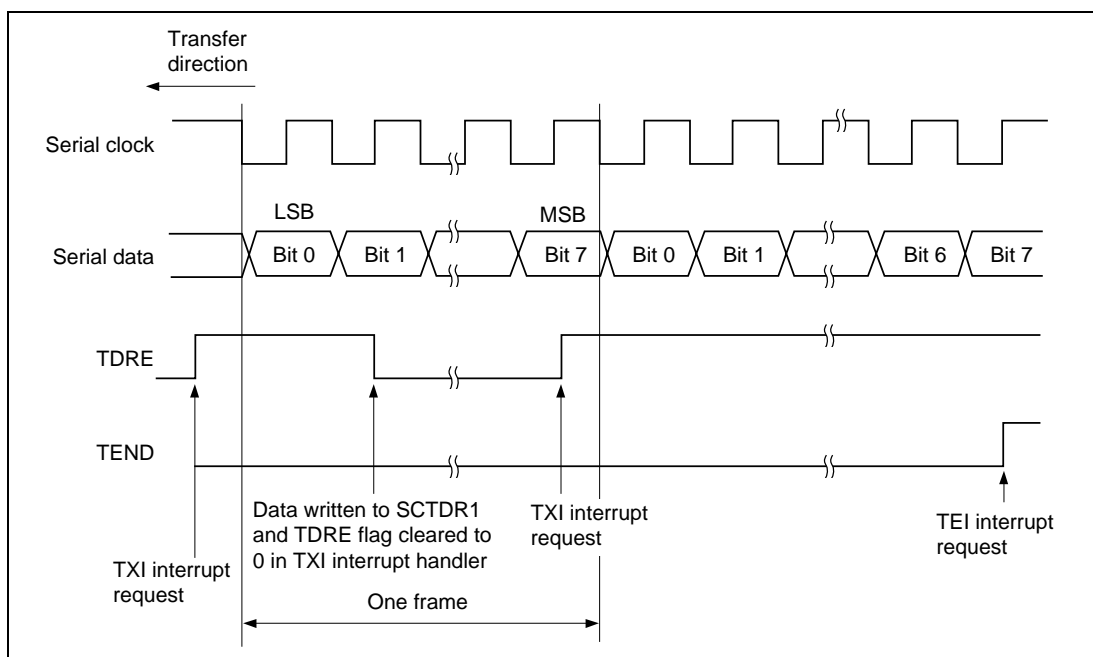 Transfer
direction
Serial clock
LSB
MSB
Serial data
Bit 0
Bit 1
Bit 7
Bit 0
Bit 1
Bit 6
Bit 7
TDRE
TEND
Data written to SCTDR1
and TDRE flag cleared to
0 in TXI interrupt handler
TXI interrupt
request
TEI interrupt
request
TXI interrupt
request
One frame